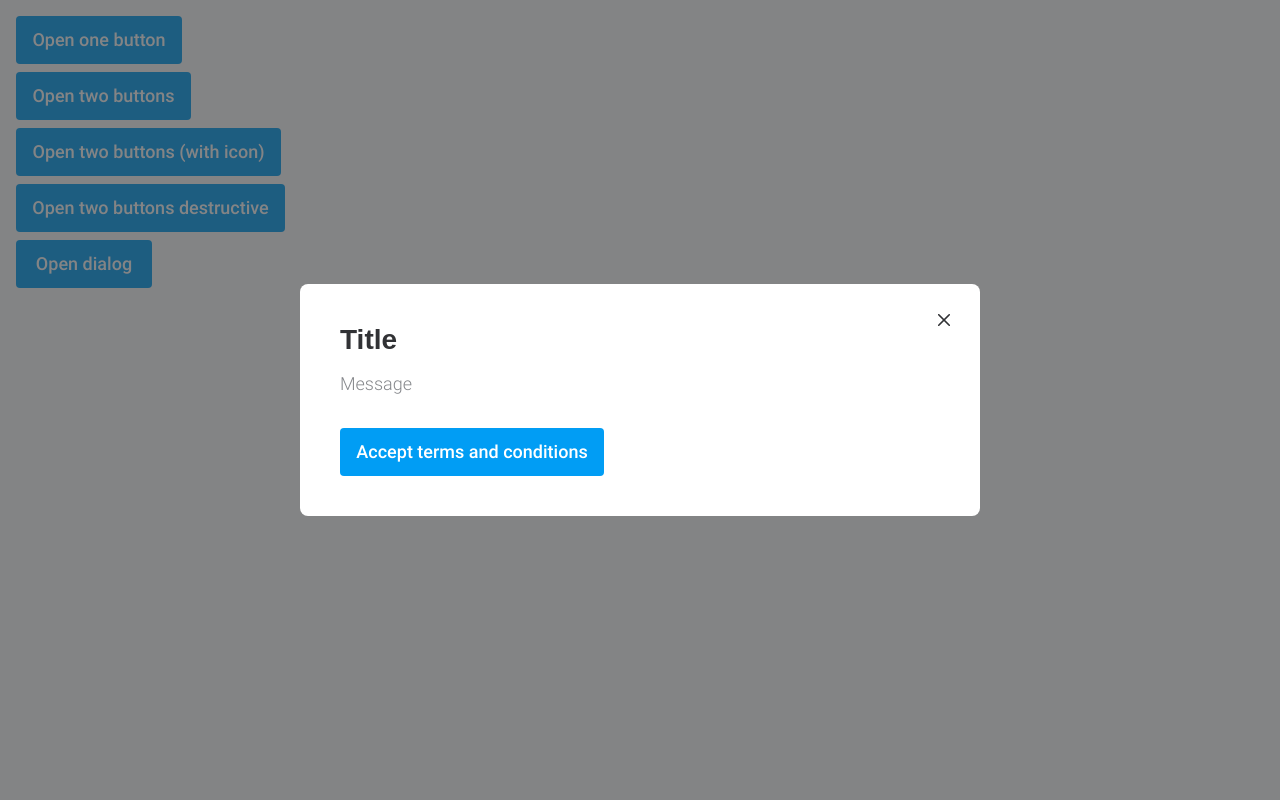 Open one button
Open two buttons
Open two buttons (with icon)
Open two buttons destructive
Open dialog
Title
Message
Accept terms and conditions